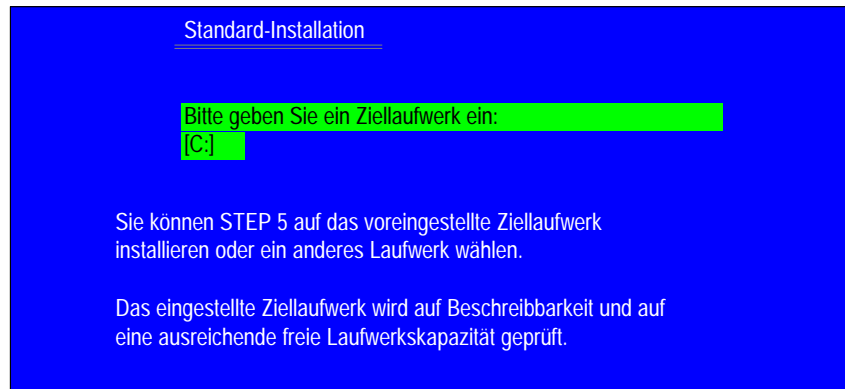 Standard-Installation
Bitte geben Sie ein Ziellaufwerk ein:
[C:]
Sie können STEP 5 auf das voreingestellte Ziellaufwerk
installieren oder ein anderes Laufwerk wählen.
Das eingestellte Ziellaufwerk wird auf Beschreibbarkeit und auf
eine ausreichende freie Laufwerkskapazität geprüft.